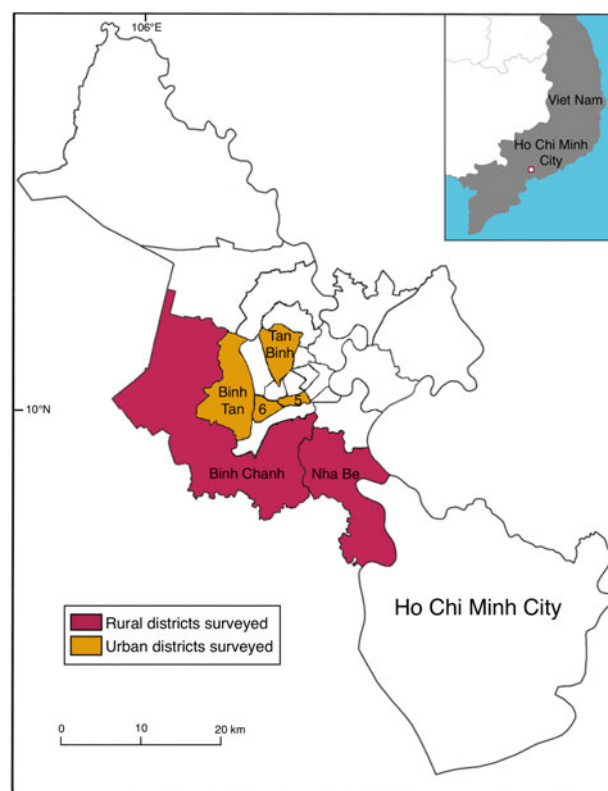 106°E
Viet Nam
Ho Chi Minh
City
Tan
Binh
Binh
Tan
6
5
10°N
Binh Chanh
Nha Be
Ho Chi Minh City
Rural districts surveyed
Urban districts surveyed
0
10
20 km